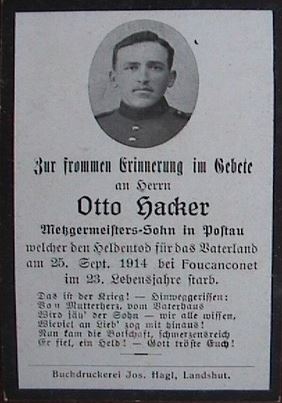 Zur frommen Erinnerung im Gebete
an Herrn
Otto Hacker
Metzgermeisters-Sohn in Postau
welcher den Heldentod für das Vaterland
am 25. Sept. 1914 bei Foucanconet
im 23. Lebensjahre starb.
Das ist der Krieg! — Hinweggerissen:
Von Mutterherz, vom Vaterhaus
Wird jäu' der Sohn — wir alle wissen,
Wieviel an Lieb' zog mit hinaus!
Nun kam die Botschaft, schmerzensreich
Er fiel, ein Held! — Gott tröste Euch!
Buchdruckerei Jos. Hagl, Landshut.